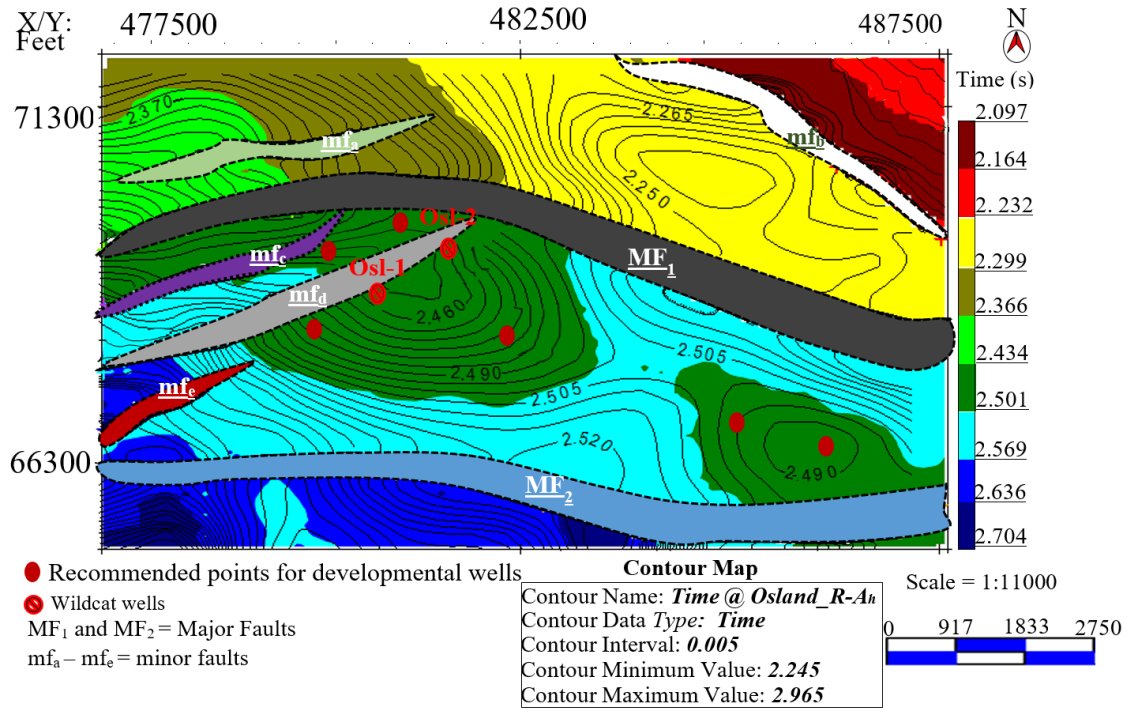 X/Y:
Feet
477500
482500
487500
N
Time (s)
71300
66300
2.370
2.265
2.250
2.460
2.490
2.505
2.505
2.520
2.490
mfₐ
mf_b
Osl-2
mf_c
Osl-1
MF₁
mf_d
mfₑ
MF₂
2.097
2.164
2. 232
2.299
2.366
2.434
2.501
2.569
2.636
2.704
Recommended points for developmental wells
Wildcat wells
MF₁ and MF₂ = Major Faults
mfₐ – mfₑ = minor faults
Contour Map
Contour Name: Time @ Osland_R-Aₕ
Contour Data Type: Time
Contour Interval: 0.005
Contour Minimum Value: 2.245
Contour Maximum Value: 2.965
Scale = 1:11000
0 917 1833 2750